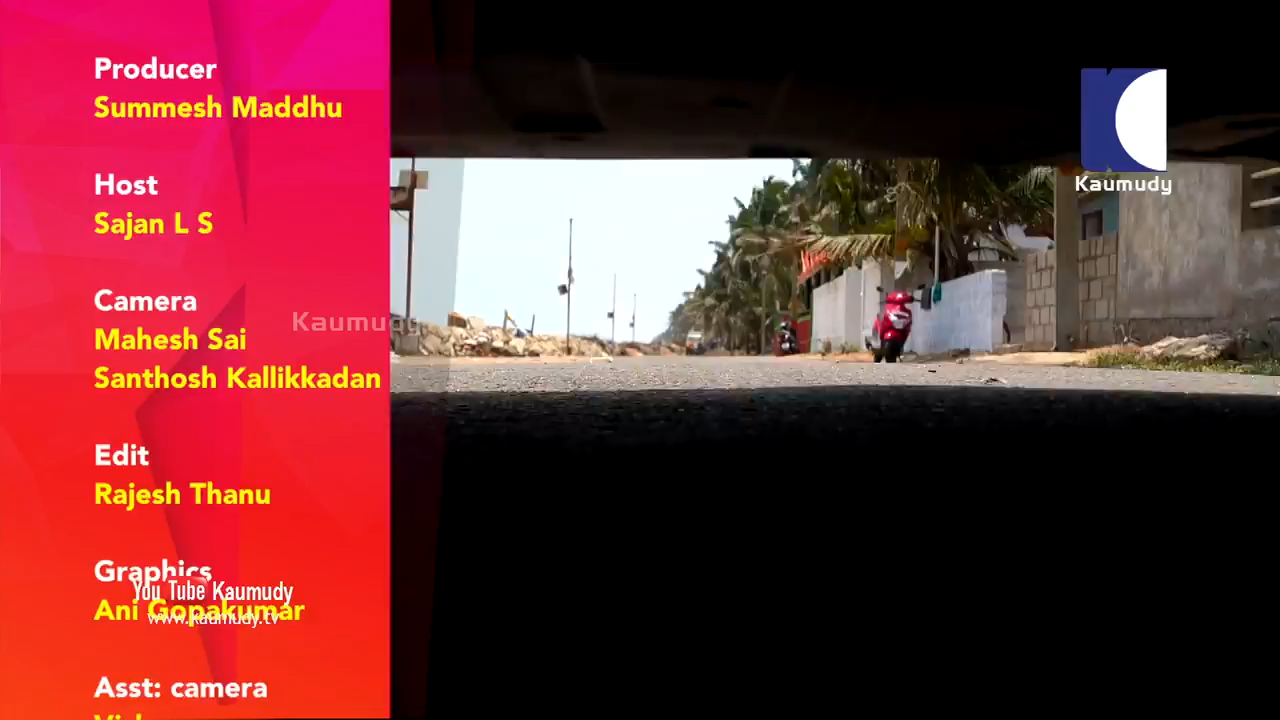 Producer
Summesh Maddhu
Host
Sajan L S
Camera
Mahesh Sai
Santhosh Kallikkadan
Edit
Rajesh Thanu
Graphics
Ani Gopakumar
You Tube Kaumudy
www.kaumudy.tv
Asst: camera
Kaumudy
Kaumudy